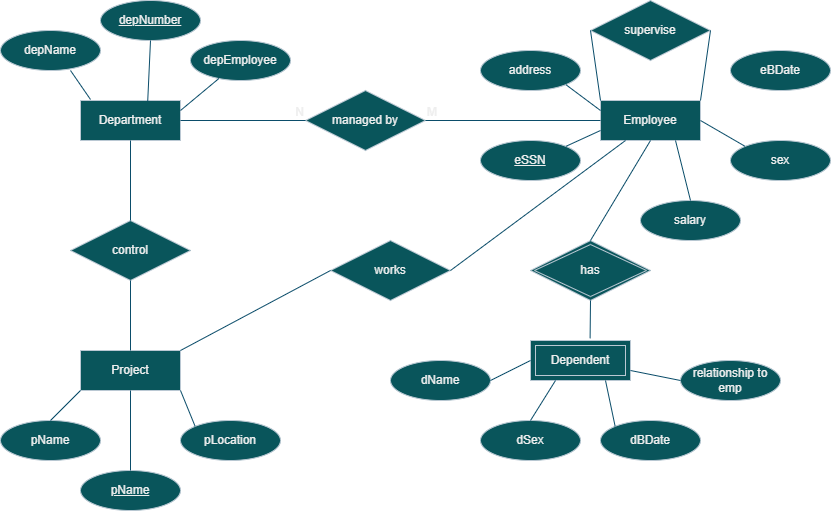 depNumber
supervise
depName
depEmployee
address
eBDate
N
M
Department
managed by
Employee
eSSN
sex
salary
control
works
has
Project
Dependent
dName
relationship to
emp
pName
pLocation
dSex
dBDate
pName